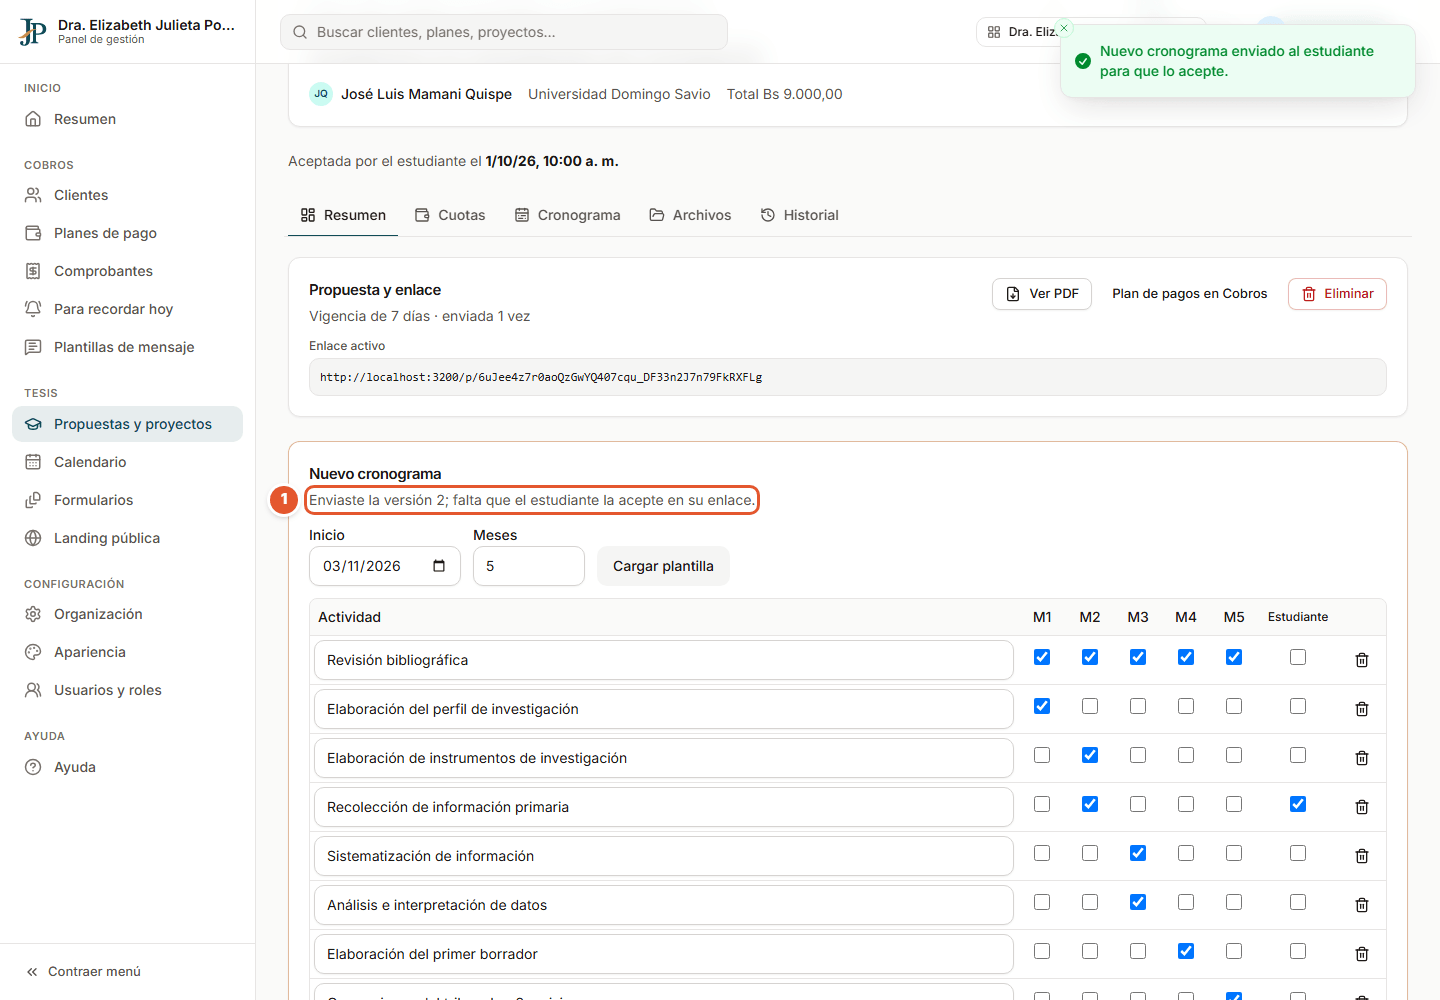 Dra. Elizabeth Julieta Po...
Panel de gestión
Buscar clientes, planes, proyectos...
Dra. Eliz
Nuevo cronograma enviado al estudiante
para que lo acepte.
INICIO
Resumen
COBROS
Clientes
Planes de pago
Comprobantes
Para recordar hoy
Plantillas de mensaje
TESIS
Propuestas y proyectos
Calendario
Formularios
Landing pública
CONFIGURACIÓN
Organización
Apariencia
Usuarios y roles
AYUDA
Ayuda
Contraer menú
JQ José Luis Mamani Quispe Universidad Domingo Savio Total Bs 9.000,00
Aceptada por el estudiante el 1/10/26, 10:00 a. m.
Resumen Cuotas Cronograma Archivos Historial
Propuesta y enlace
Vigencia de 7 días · enviada 1 vez
Ver PDF Plan de pagos en Cobros Eliminar
Enlace activo
http://localhost:3200/p/6uJee4z7r0aoQzGwYQ407cqu_DF33n2J7n79FkRXFLg
Nuevo cronograma
1 Enviaste la versión 2; falta que el estudiante la acepte en su enlace.
Inicio Meses
03/11/2026 5 Cargar plantilla
Actividad M1 M2 M3 M4 M5 Estudiante
Revisión bibliográfica
Elaboración del perfil de investigación
Elaboración de instrumentos de investigación
Recolección de información primaria
Sistematización de información
Análisis e interpretación de datos
Elaboración del primer borrador